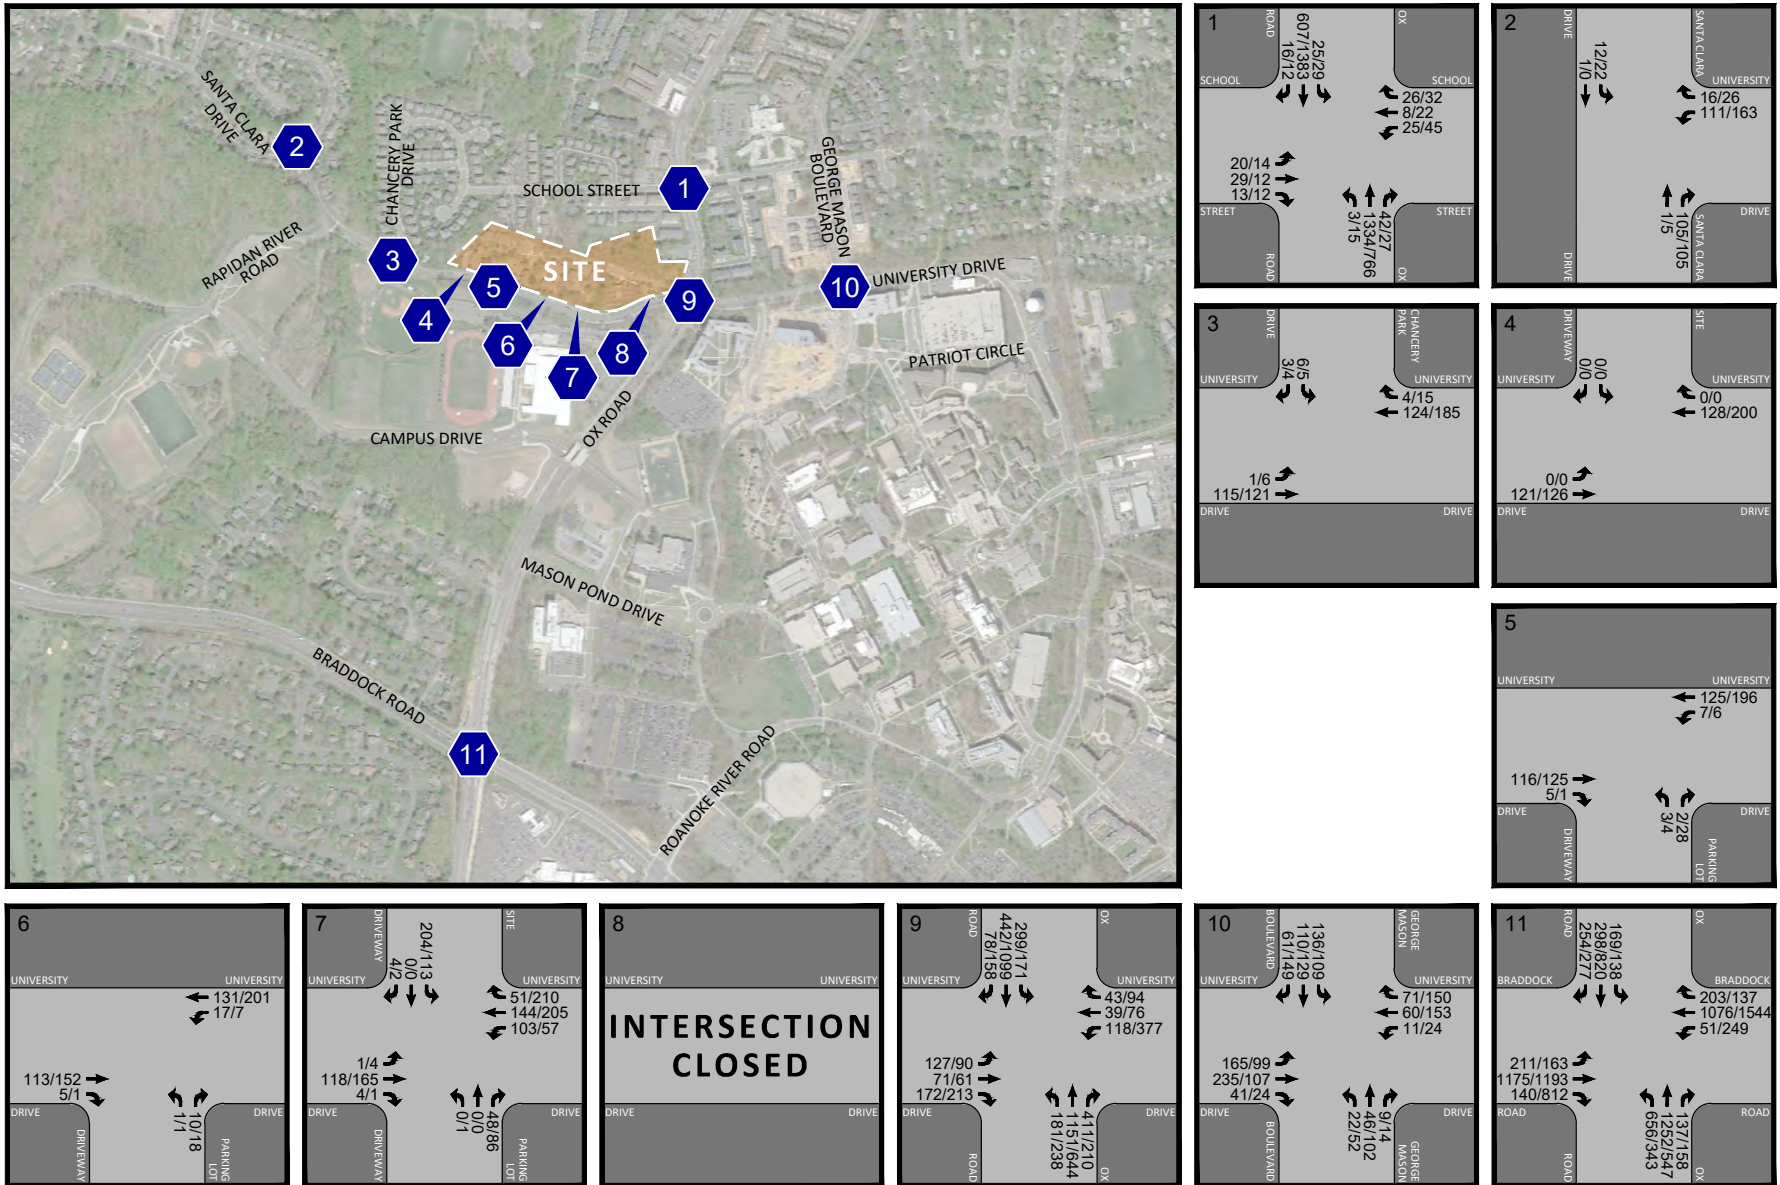 SANTA CLARA
DRIVE
2
CHANCERY PARK
DRIVE
SCHOOL STREET
1
GEORGE MASON
BOULEVARD
RAPIDAN RIVER
ROAD
3
SITE
4
5
6
7
8
9
10
UNIVERSITY DRIVE
PATRIOT CIRCLE
CAMPUS DRIVE
OX ROAD
MASON POND DRIVE
BRADDOCK ROAD
11
ROANOKE RIVER ROAD
1
ROAD
OX
16/12
607/1383
25/29
SCHOOL
SCHOOL
26/32
8/22
25/45
20/14
29/12
13/12
STREET
STREET
3/15
1334/766
42/27
ROAD
OX
2
DRIVE
SANTA CLARA
1/0
12/22
UNIVERSITY
16/26
111/163
1/5
105/105
DRIVE
DRIVE
SANTA CLARA
3
DRIVE
CHANCERY
PARK
3/4
6/5
UNIVERSITY
UNIVERSITY
4/15
124/185
1/6
115/121
DRIVE
DRIVE
4
DRIVEWAY
SITE
0/0
0/0
UNIVERSITY
UNIVERSITY
0/0
128/200
0/0
121/126
DRIVE
DRIVE
5
UNIVERSITY
UNIVERSITY
125/196
7/6
116/125
5/1
DRIVE
DRIVE
3/4
2/28
DRIVEWAY
PARKING
LOT
6
UNIVERSITY
UNIVERSITY
131/201
17/7
113/152
5/1
DRIVE
DRIVE
1/1
10/18
DRIVEWAY
PARKING
LOT
7
DRIVEWAY
SITE
4/2
0/0
204/113
UNIVERSITY
UNIVERSITY
51/210
144/205
103/57
1/4
118/165
4/1
DRIVE
DRIVE
0/1
0/0
48/86
DRIVEWAY
PARKING
LOT
8
UNIVERSITY
UNIVERSITY
INTERSECTION
CLOSED
DRIVE
DRIVE
9
ROAD
OX
78/158
442/1099
299/171
UNIVERSITY
UNIVERSITY
43/94
39/76
118/377
127/90
71/61
172/213
DRIVE
DRIVE
181/238
1151/644
411/210
ROAD
OX
10
BOULEVARD
GEORGE
MASON
61/149
110/129
136/109
UNIVERSITY
UNIVERSITY
71/150
60/153
11/24
165/99
235/107
41/24
DRIVE
DRIVE
22/52
46/102
9/14
BOULEVARD
GEORGE
MASON
11
ROAD
OX
254/277
298/820
169/138
BRADDOCK
BRADDOCK
203/137
1076/1544
51/249
211/163
1175/1193
140/812
ROAD
ROAD
656/343
1252/547
137/158
ROAD
OX